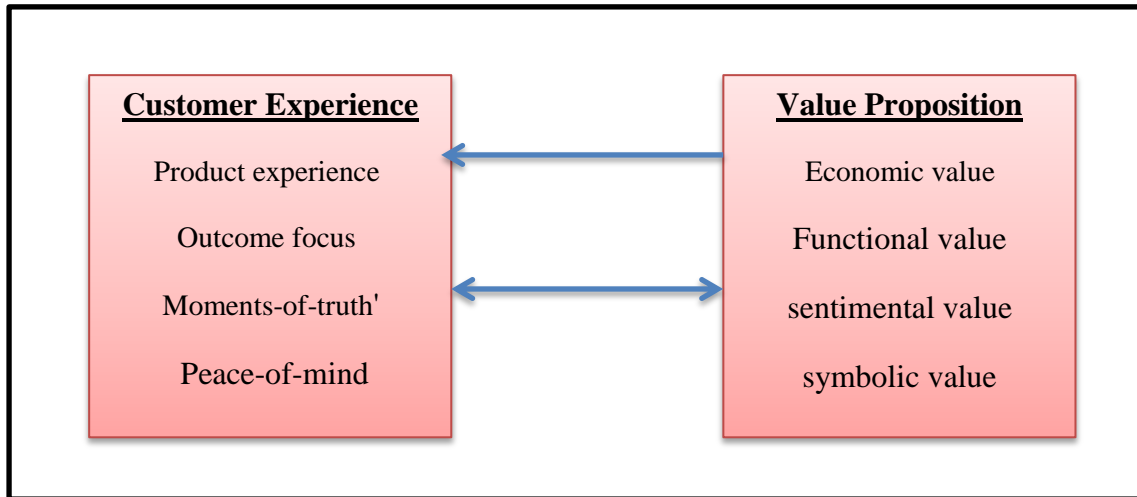 Customer Experience
Product experience
Outcome focus
Moments-of-truth'
Peace-of-mind
Value Proposition
Economic value
Functional value
sentimental value
symbolic value